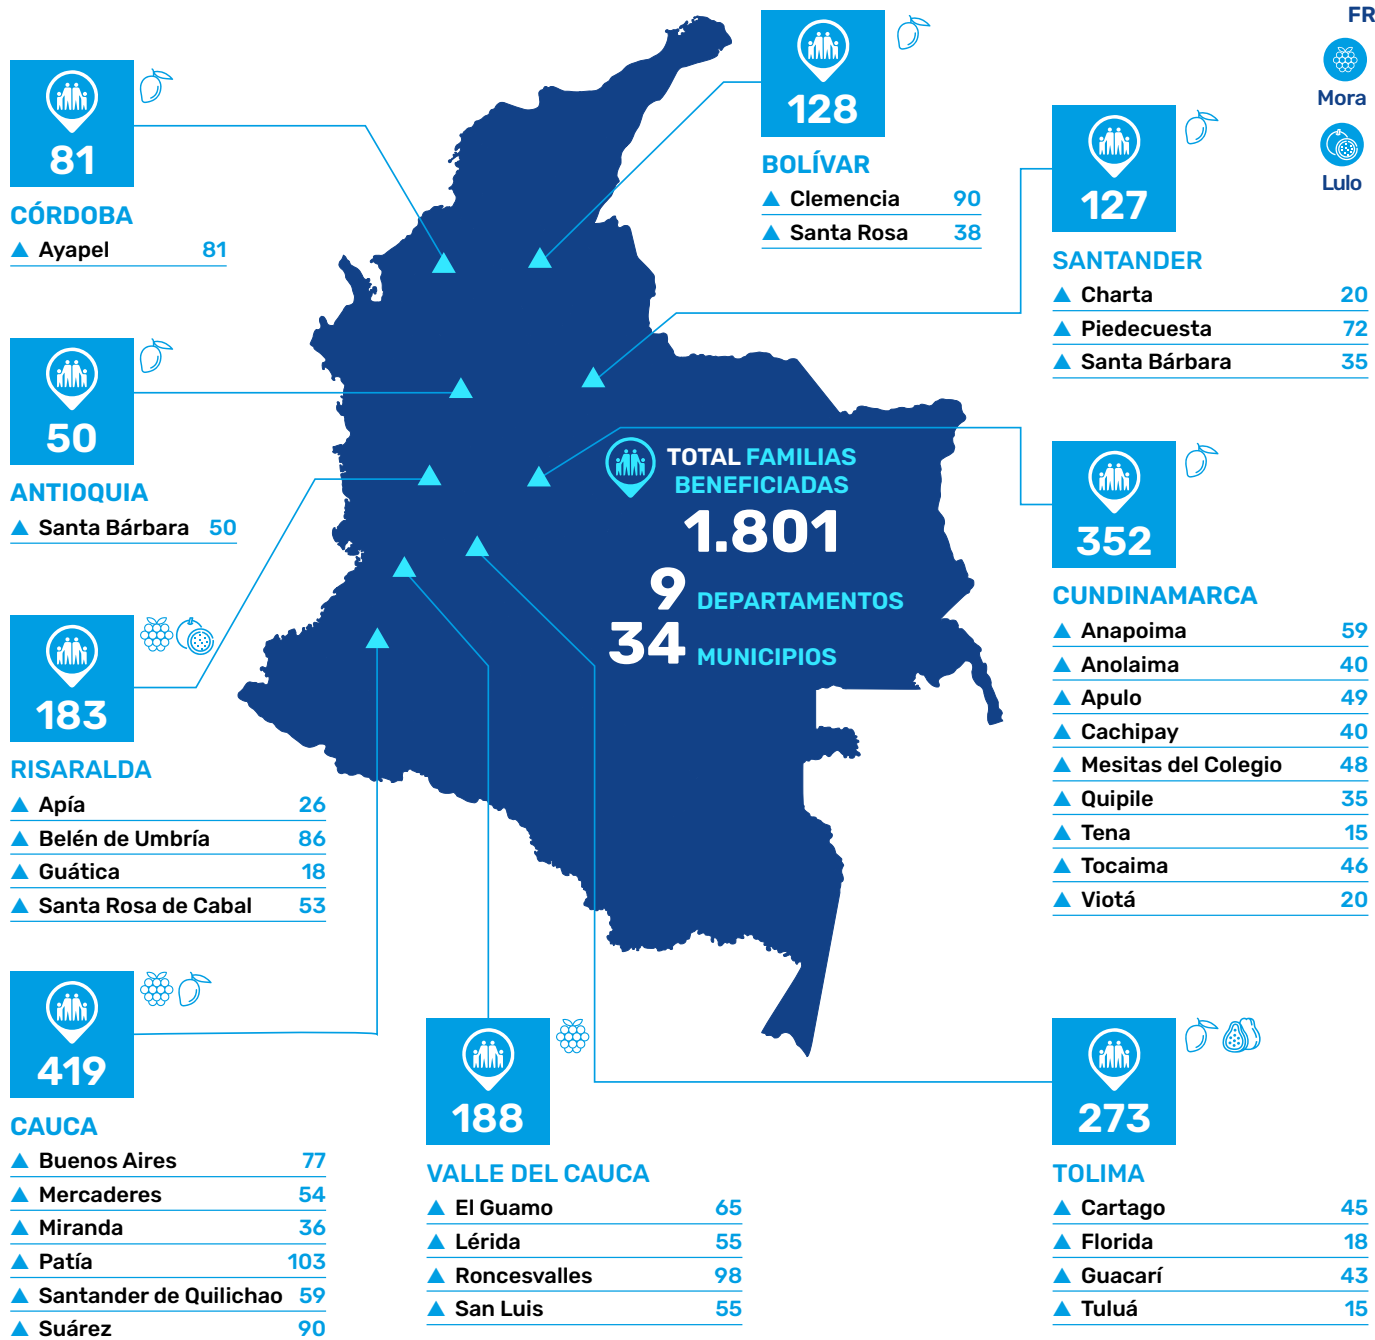 FR
Mora
Lulo
81
CÓRDOBA
Ayapel 81
128
BOLÍVAR
Clemencia 90
Santa Rosa 38
127
SANTANDER
Charta 20
Piedecuesta 72
Santa Bárbara 35
50
ANTIOQUIA
Santa Bárbara 50
TOTAL FAMILIAS
BENEFICIADAS
1.801
9 DEPARTAMENTOS
34 MUNICIPIOS
352
CUNDINAMARCA
Anapoima 59
Anolaima 40
Apulo 49
Cachipay 40
Mesitas del Colegio 48
Quipile 35
Tena 15
Tocaima 46
Viotá 20
183
RISARALDA
Apía 26
Belén de Umbría 86
Guática 18
Santa Rosa de Cabal 53
419
CAUCA
Buenos Aires 77
Mercaderes 54
Miranda 36
Patía 103
Santander de Quilichao 59
Suárez 90
188
VALLE DEL CAUCA
El Guamo 65
Lérida 55
Roncesvalles 98
San Luis 55
273
TOLIMA
Cartago 45
Florida 18
Guacarí 43
Tuluá 15